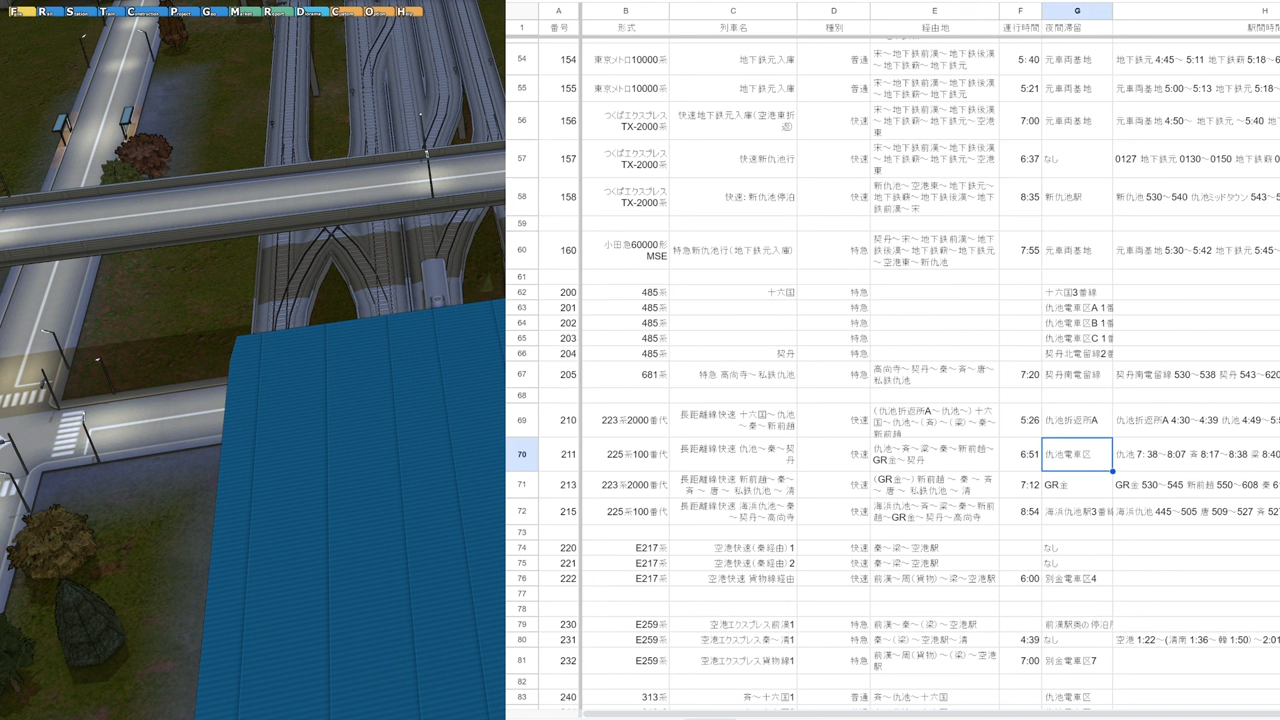 File Rail Station Train Construction Project Gap Market Report Diorama Custom Option Help
A B C D E F G H
1 番号 形式 列車名 種別 経由地 運行時間 夜間滞留 駅間時間
54 154 東京メトロ10000系 地下鉄元入庫 普通 宋～地下鉄前漢～地下鉄後漢～地下鉄蘄～地下鉄元 5:40 元車両基地 地下鉄元 4:45～ 5:11 地下鉄蘄 5:18～6
55 155 東京メトロ10000系 地下鉄元入庫 普通 宋～地下鉄前漢～地下鉄後漢～地下鉄蘄～地下鉄元 5:21 元車両基地 元車両基地 5:00～5:13 地下鉄元 5:18～
56 156 つくばエクスプレス TX-2000系 快速地下鉄元入庫(空港東折返) 快速 宋～地下鉄前漢～地下鉄後漢～地下鉄蘄～地下鉄元～空港東 7:00 元車両基地 元車両基地 4:50～ 地下鉄元 ～5:40 地
57 157 つくばエクスプレス TX-2000系 快速新仇池行 快速 宋～地下鉄前漢～地下鉄後漢～地下鉄蘄～地下鉄元～空港東 6:37 なし 0127 地下鉄元 0130～0150 地下鉄蘄 0
58 158 つくばエクスプレス TX-2000系 快速: 新仇池停泊 快速 新仇池～空港東～地下鉄元～地下鉄蘄～地下鉄後漢～地下鉄前漢～宋 8:35 新仇池駅 新仇池 530～540 仇池ミッドタウン 543～5
59
60 160 小田急60000形 MSE 特急新仇池行(地下鉄元入庫) 特急 契丹～宋～地下鉄前漢～地下鉄後漢～地下鉄蘄～地下鉄元～空港東～新仇池 7:55 元車両基地 元車両基地 5:30～5:42 地下鉄元 5:45～
61
62 200 485系 十六国 特急 十六国3番線
63 201 485系 特急 仇池電車区A 1番
64 202 485系 特急 仇池電車区B 1番
65 203 485系 特急 仇池電車区C 1番
66 204 485系 契丹 特急 契丹北電留線2番
67 205 681系 特急 高尚寺～私鉄仇池 特急 高尚寺～契丹～秦～斉～唐～私鉄仇池 7:20 契丹南電留線 契丹南電留線 530～538 契丹 543～620
68
69 210 223系2000番代 長距離線快速 十六国～仇池～秦～新前趙 快速 (仇池折返所A～仇池～) 十六国～仇池～(斉)～(梁)～秦～新前趙 5:26 仇池折返所A 仇池折返所A 4:30～4:39 仇池 4:49～5:
70 211 225系100番代 長距離線快速 仇池～秦～契丹 快速 仇池～斉～梁～秦～新前趙～GR金～契丹 6:51 仇池電車区 仇池 7: 38～8:07 斉 8:17～8:38 梁 8:40
71 213 223系2000番代 長距離線快速 新前趙～秦～斉 ～ 唐 ～ 私鉄仇池 ～ 清 快速 (GR金～) 新前趙 ～ 秦 ～ 斉 ～ 唐 ～ 私鉄仇池 ～ 清 7:12 GR金 GR金 530～545 新前趙 550～608 秦 6
72 215 225系100番代 長距離線快速 海浜仇池～秦～契丹～高尚寺 快速 海浜仇池～斉～梁～秦～新前趙～GR金～契丹～高尚寺 8:54 海浜仇池駅3番線 海浜仇池 445～505 唐 509～527 斉 52
73
74 220 E217系 空港快速(秦経由) 1 快速 秦～梁～空港駅 なし
75 221 E217系 空港快速(秦経由) 2 快速 秦～梁～空港駅 なし
76 222 E217系 空港快速 貨物線経由 快速 前漢～周(貨物)～梁～空港駅 6:00 別金電車区4
77
78
79 230 E259系 空港エクスプレス前漢1 特急 前漢～秦～(梁)～空港駅 前漢駅奥の停泊所
80 231 E259系 空港エクスプレス秦～清1 特急 秦～(梁)～空港駅～清 4:39 なし 空港 1:22～(清南 1:36～ 韓 1:50) ～2:01
81 232 E259系 空港エクスプレス貨物線1 特急 前漢～周(貨物)～(梁)～空港駅 7:00 別金電車区7
82
83 240 313系 斉～十六国1 普通 斉～仇池～十六国 仇池電車区